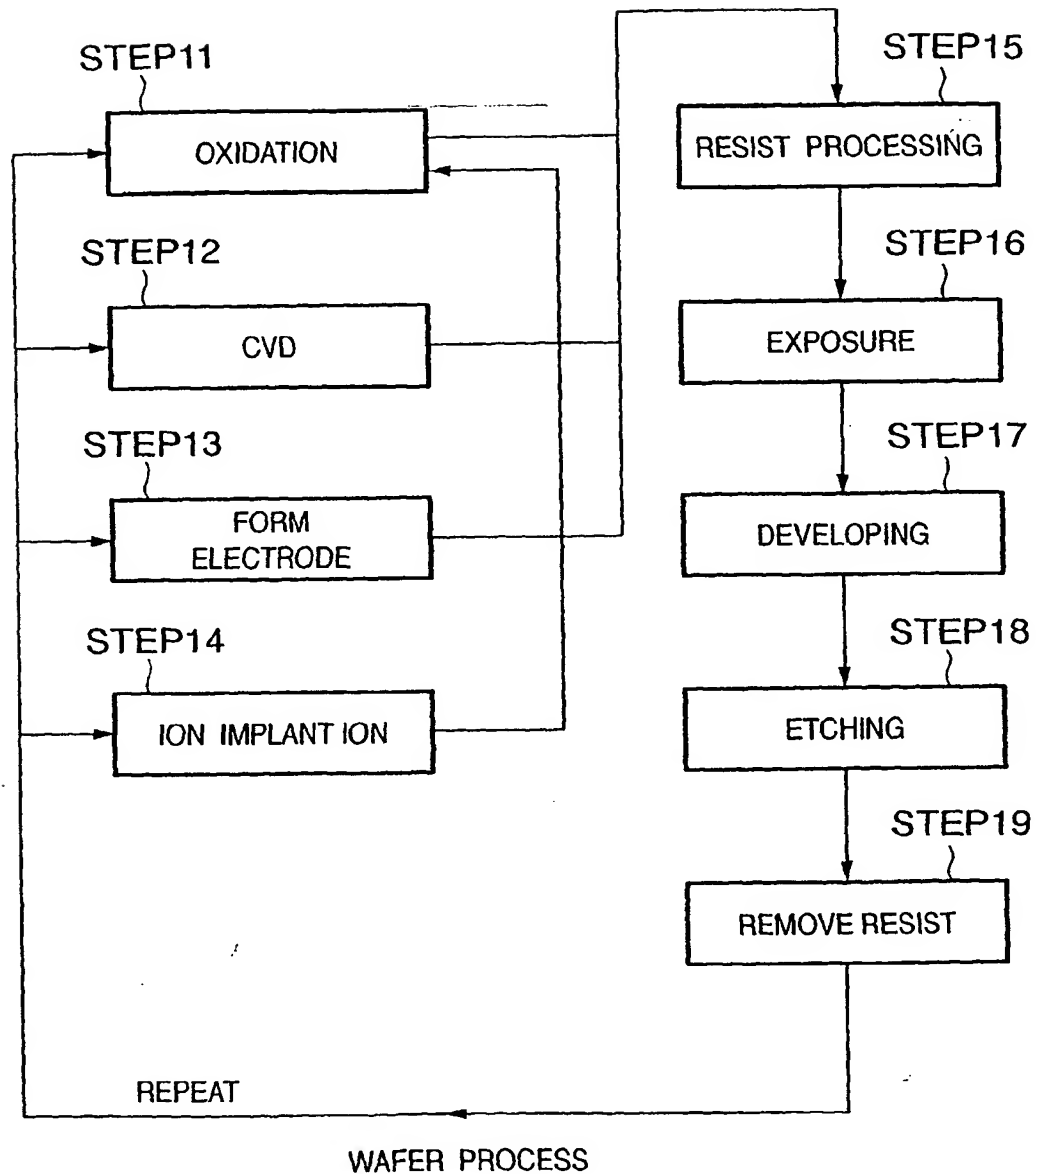 STEP11
OXIDATION
STEP12
CVD
STEP13
FORM
ELECTRODE
STEP14
ION IMPLANT ION
STEP15
RESIST PROCESSING
STEP16
EXPOSURE
STEP17
DEVELOPING
STEP18
ETCHING
STEP19
REMOVE RESIST
REPEAT
WAFER PROCESS